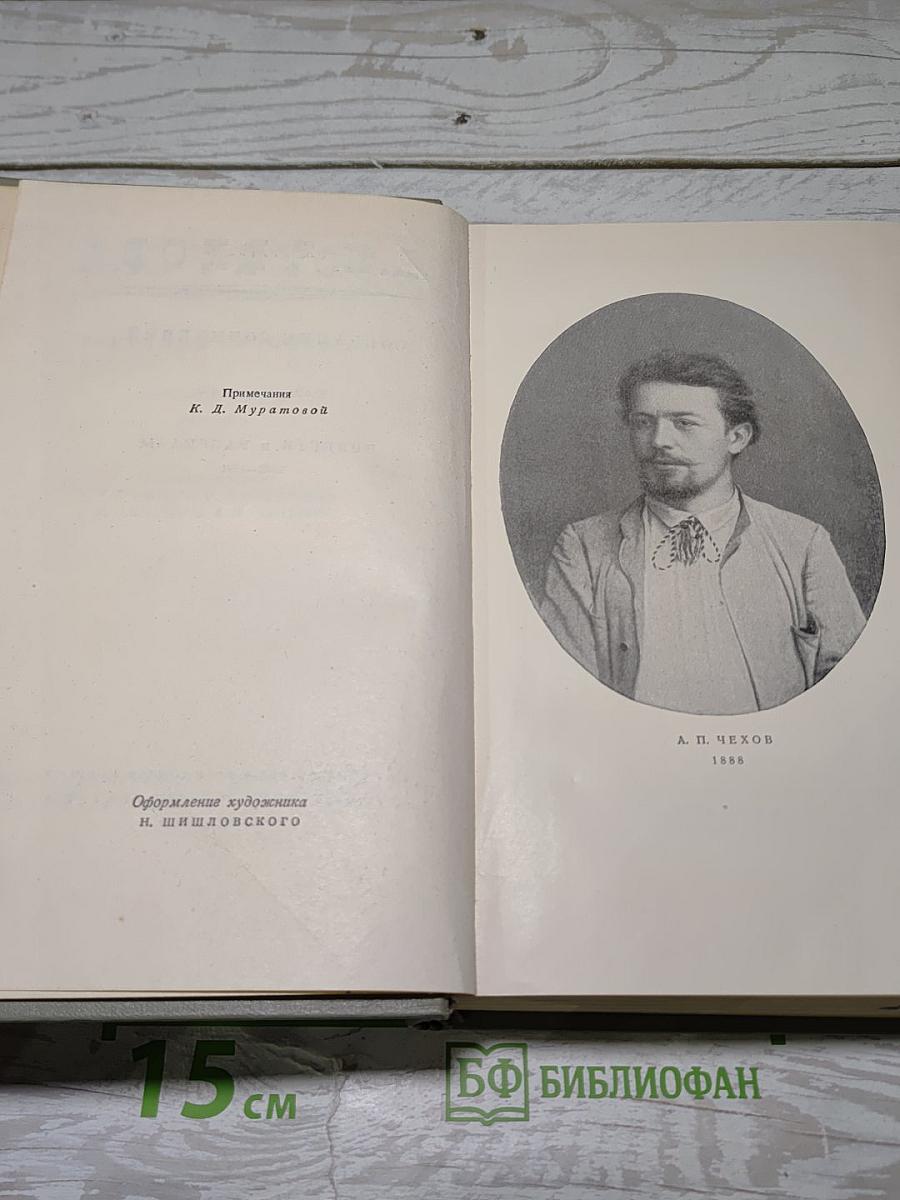 Примечания
К. Д. Муратовой
Оформление художника
Н. ШИШЛОВСКОГО
А. П. ЧЕХОВ
1888
15 см
БФ БИБЛИОФАН